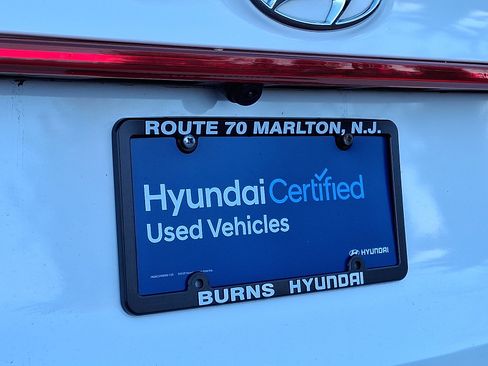 ROUTE 70 MARLTON, N.J.
Hyundai Certified
Used Vehicles
HYUNDAI
BURNS HYUNDAI